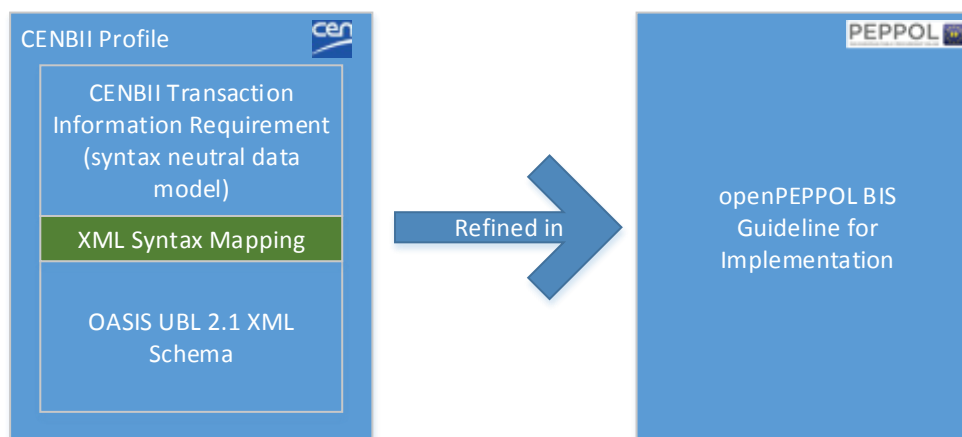 CENBII Profile
cen
CENBII Transaction
Information Requirement
(syntax neutral data
model)
XML Syntax Mapping
OASIS UBL 2.1 XML
Schema
Refined in
PEPPOL
openPEPPOL BIS
Guideline for
Implementation